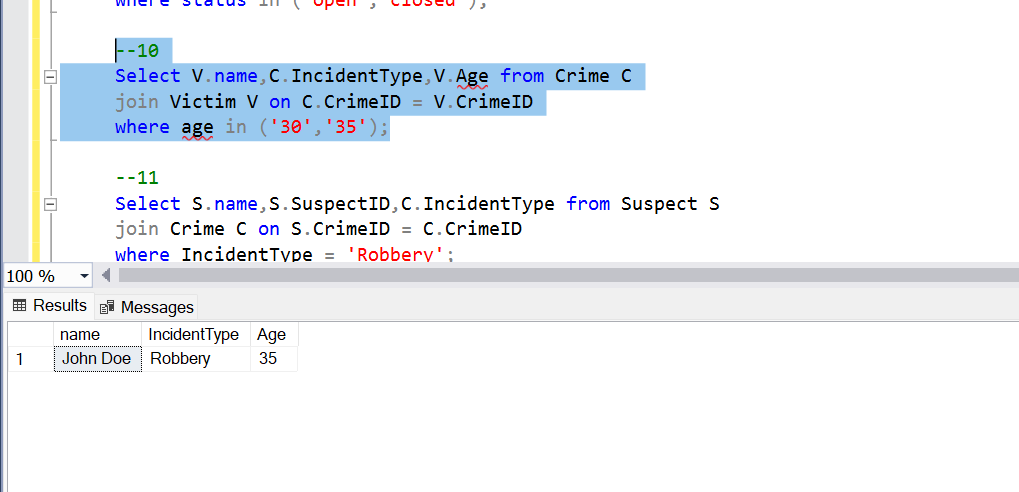 where status in ('open','closed');
--10
Select V.name,C.IncidentType,V.Age from Crime C
join Victim V on C.CrimeID = V.CrimeID
where age in ('30','35');
--11
Select S.name,S.SuspectID,C.IncidentType from Suspect S
join Crime C on S.CrimeID = C.CrimeID
where IncidentType = 'Robbery';
100 %
Results Messages
name IncidentType Age
1 John Doe Robbery 35